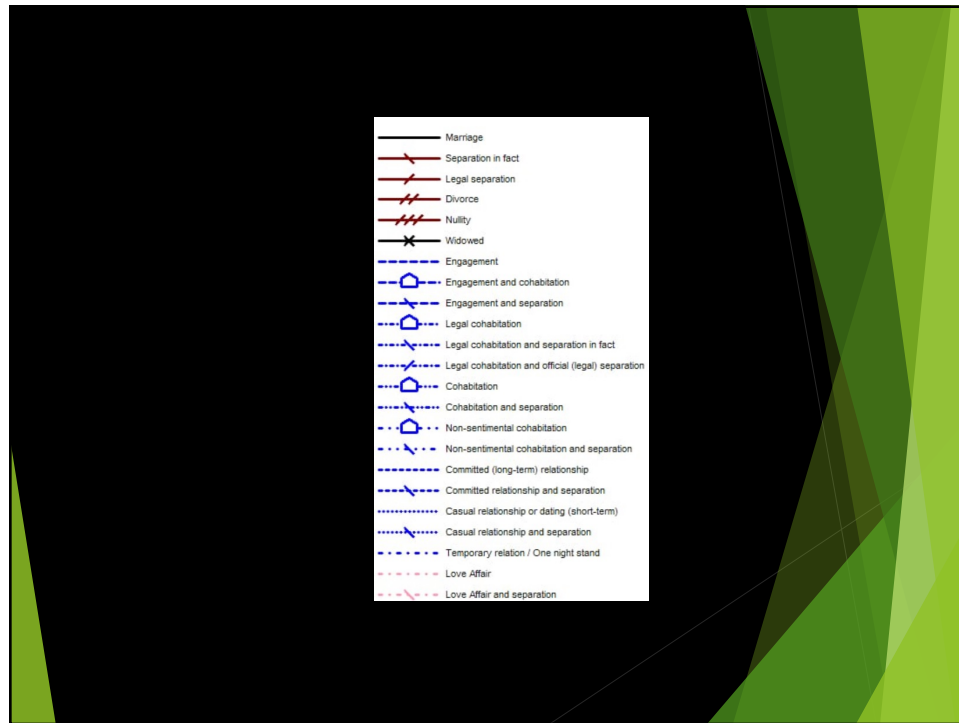 Marriage
Separation in fact
Legal separation
Divorce
Nullity
Widowed
Engagement
Engagement and cohabitation
Engagement and separation
Legal cohabitation
Legal cohabitation and separation in fact
Legal cohabitation and official (legal) separation
Cohabitation
Cohabitation and separation
Non-sentimental cohabitation
Non-sentimental cohabitation and separation
Committed (long-term) relationship
Committed relationship and separation
Casual relationship or dating (short-term)
Casual relationship and separation
Temporary relation / One night stand
Love Affair
Love Affair and separation